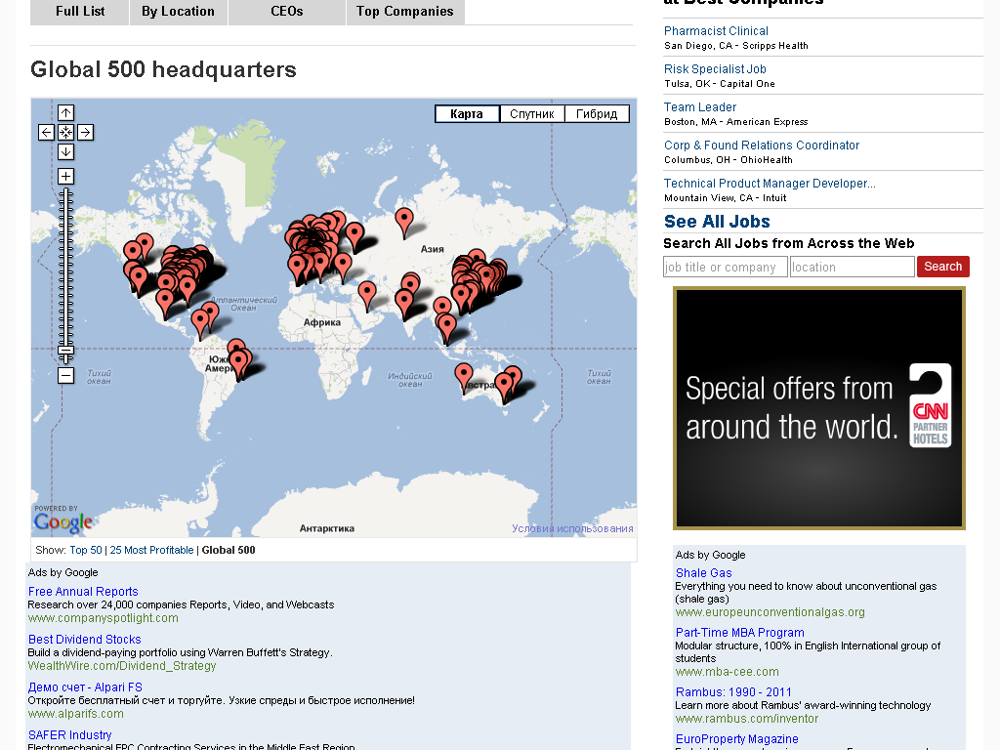 Full List
By Location
CEOs
Top Companies
Global 500 headquarters
Карта
Спутник
Гибрид
Азия
Атлантический
Океан
Африка
Тихий
океан
Индийский
океан
Тихий
океан
Антарктика
POWERED BY
Google
Условия использования
Show: Top 50 | 25 Most Profitable | Global 500
Ads by Google
Free Annual Reports
Research over 24,000 companies Reports, Video, and Webcasts
www.companyspotlight.com
Best Dividend Stocks
Build a dividend-paying portfolio using Warren Buffett's Strategy.
WealthWire.com/Dividend_Strategy
Демо счет - Alpari FS
Откройте бесплатный счет и торгуйте. Узкие спреды и быстрое исполнение!
www.alparifs.com
SAFER Industry
Electromechanical EPC Contracting Services in the Middle East Region
at Best Companies
Pharmacist Clinical
San Diego, CA - Scripps Health
Risk Specialist Job
Tulsa, OK - Capital One
Team Leader
Boston, MA - American Express
Corp & Found Relations Coordinator
Columbus, OH - OhioHealth
Technical Product Manager Developer...
Mountain View, CA - Intuit
See All Jobs
Search All Jobs from Across the Web
job title or company
location
Search
Special offers from
around the world.
CNN
PARTNER
HOTELS
Ads by Google
Shale Gas
Everything you need to know about unconventional gas
(shale gas)
www.europeunconventionalgas.org
Part-Time MBA Program
Modular structure, 100% in English International group of
students
www.mba-cee.com
Rambus: 1990 - 2011
Learn more about Rambus' award-winning technology
www.rambus.com/inventor
EuroProperty Magazine